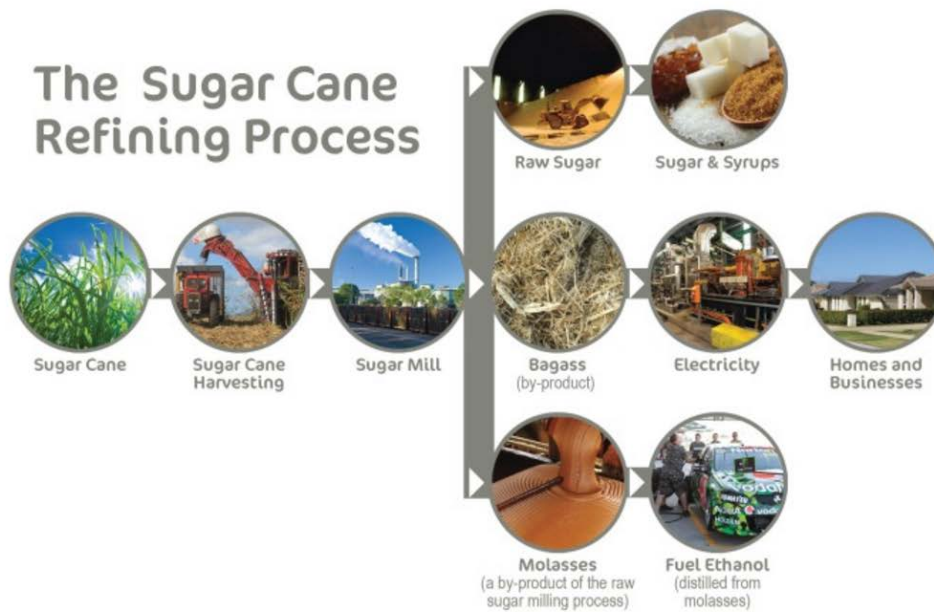 The Sugar Cane
Refining Process
Raw Sugar
Sugar & Syrups
Sugar Cane
Sugar Cane
Harvesting
Sugar Mill
Bagass
(by-product)
Electricity
Homes and
Businesses
Molasses
(a by-product of the raw
sugar milling process)
Fuel Ethanol
(distilled from
molasses)